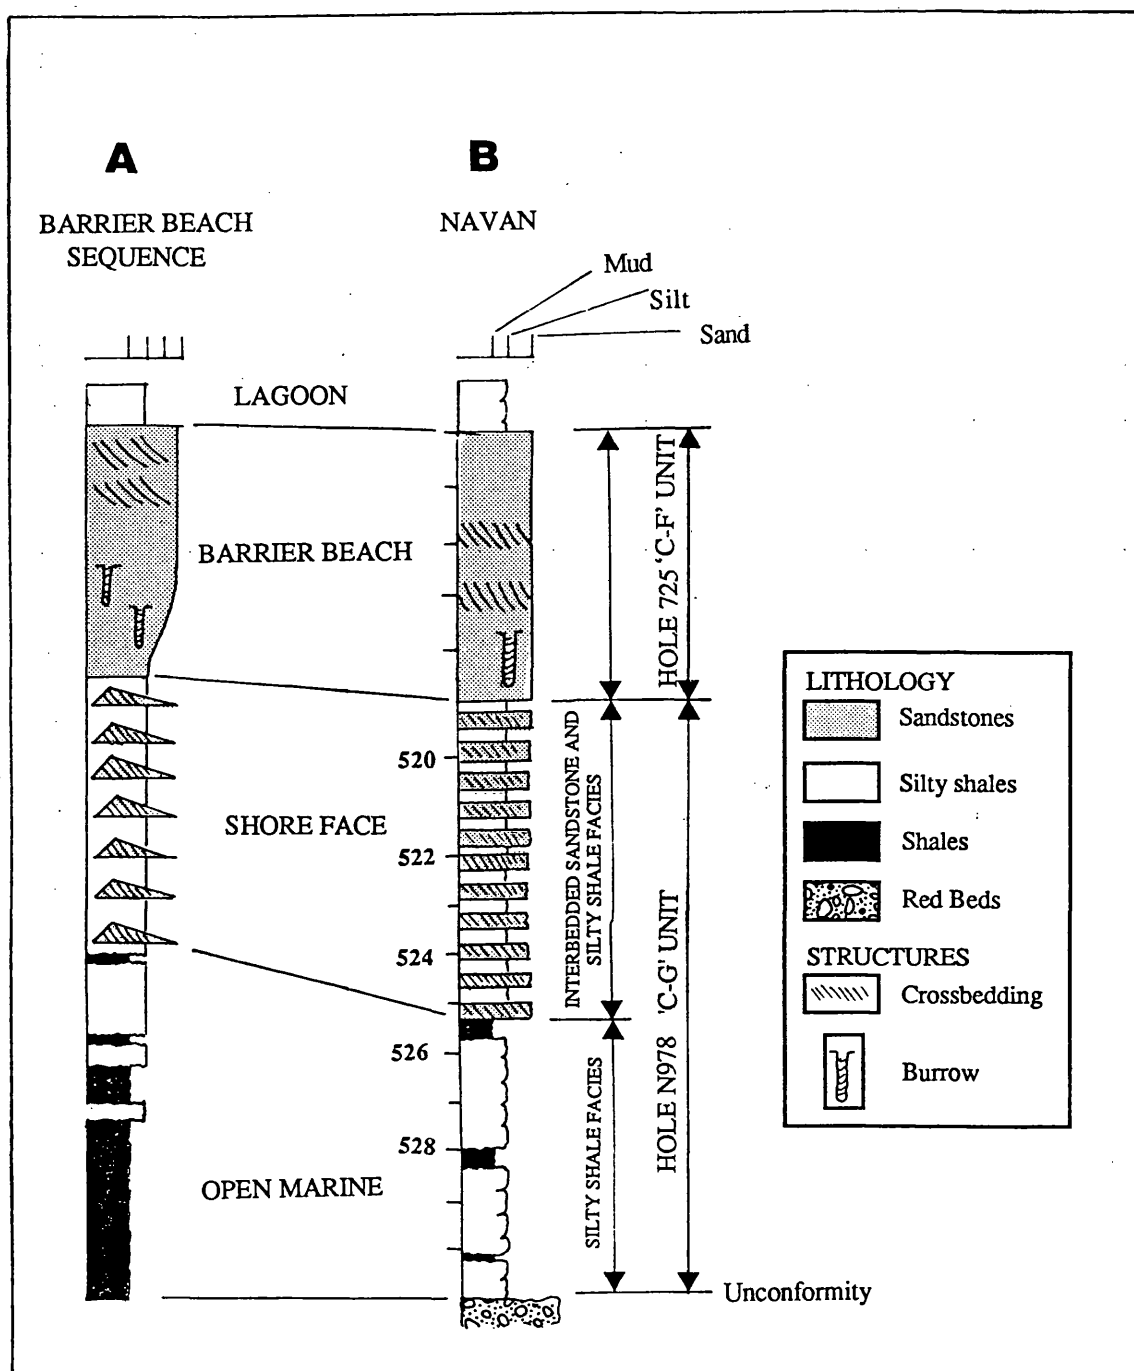 A
BARRIER BEACH
SEQUENCE
B
NAVAN
Mud
Silt
Sand
LAGOON
BARRIER BEACH
SHORE FACE
OPEN MARINE
520
522
524
526
528
INTERBEDDED SANDSTONE AND
SILTY SHALE FACIES
SILTY SHALE FACIES
HOLE 725 'C-F' UNIT
HOLE N978 'C-G' UNIT
Unconformity
LITHOLOGY
Sandstones
Silty shales
Shales
Red Beds
STRUCTURES
Crossbedding
Burrow